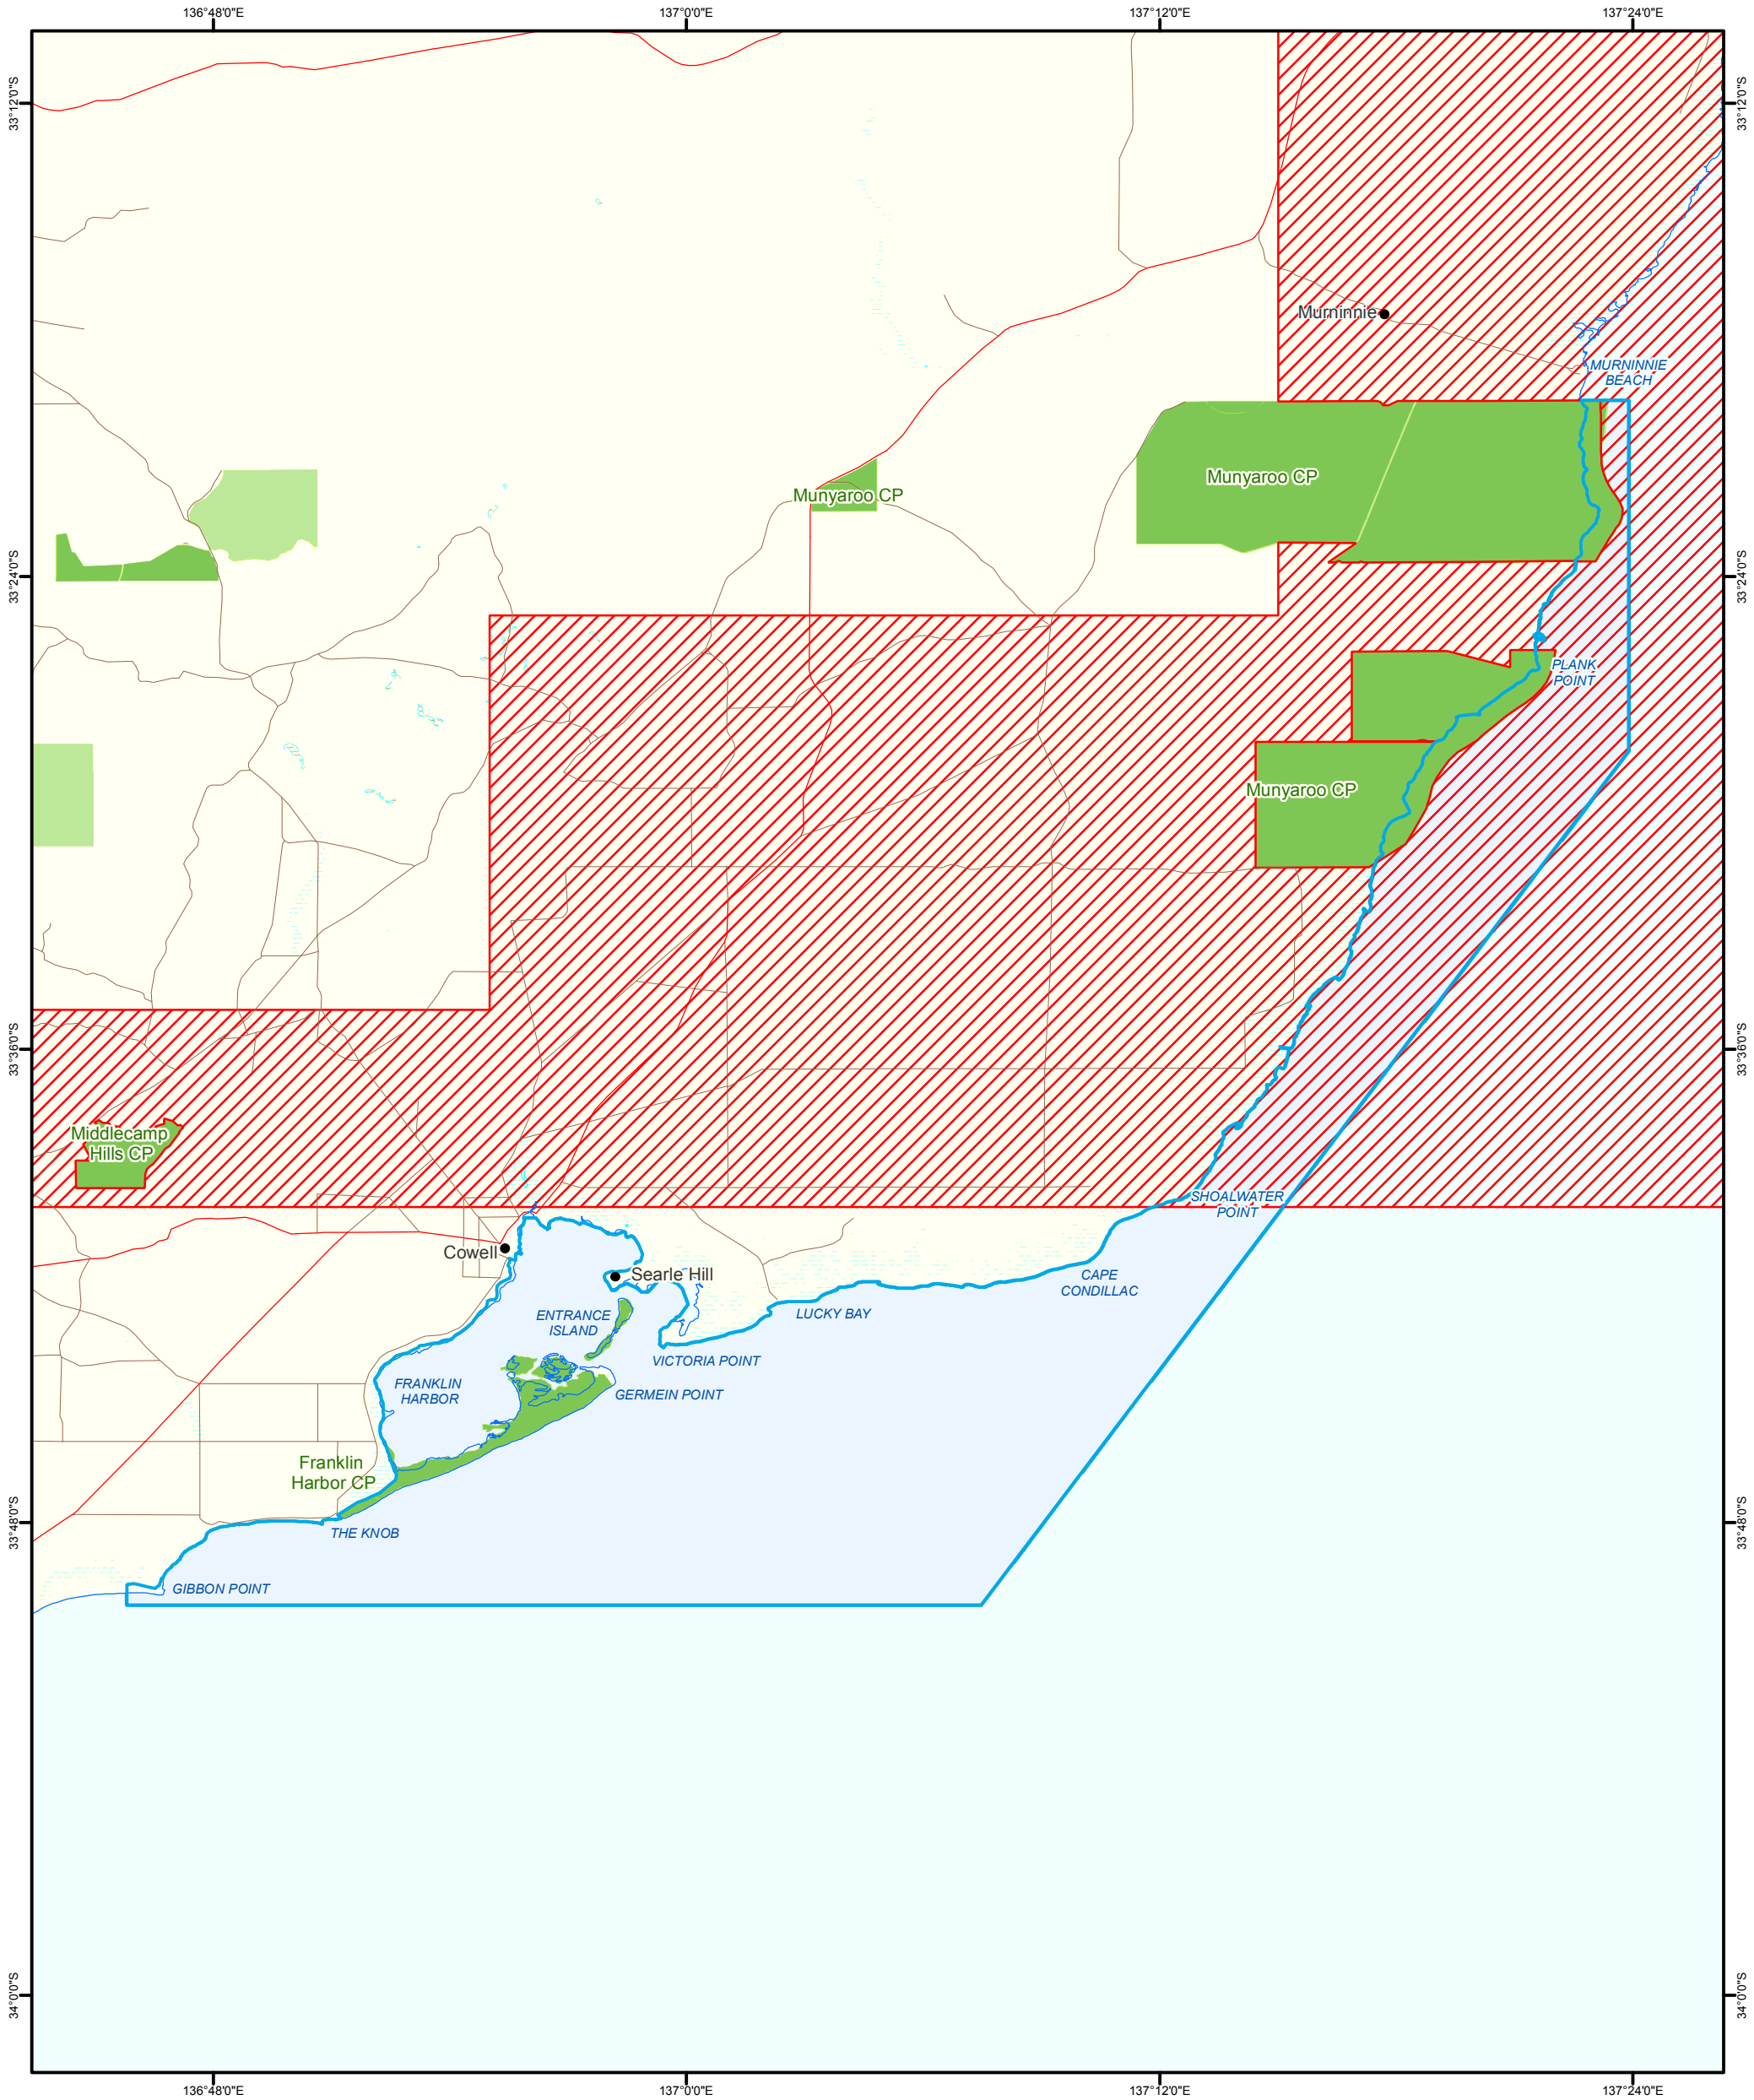 136°48'0"E
137°0'0"E
137°12'0"E
137°24'0"E
33°12'0"S
33°12'0"S
Murninnie
MURNINNIE
BEACH
Munyaroo CP
Munyaroo CP
33°24'0"S
33°24'0"S
PLANK
POINT
Munyaroo CP
33°36'0"S
33°36'0"S
Middlecamp
Hills CP
SHOALWATER
POINT
Cowell
Searle Hill
CAPE
CONDILLAC
ENTRANCE
ISLAND
LUCKY BAY
VICTORIA POINT
FRANKLIN
HARBOR
GERMEIN POINT
Franklin
Harbor CP
33°48'0"S
33°48'0"S
THE KNOB
GIBBON POINT
34°0'0"S
34°0'0"S
136°48'0"E
137°0'0"E
137°12'0"E
137°24'0"E